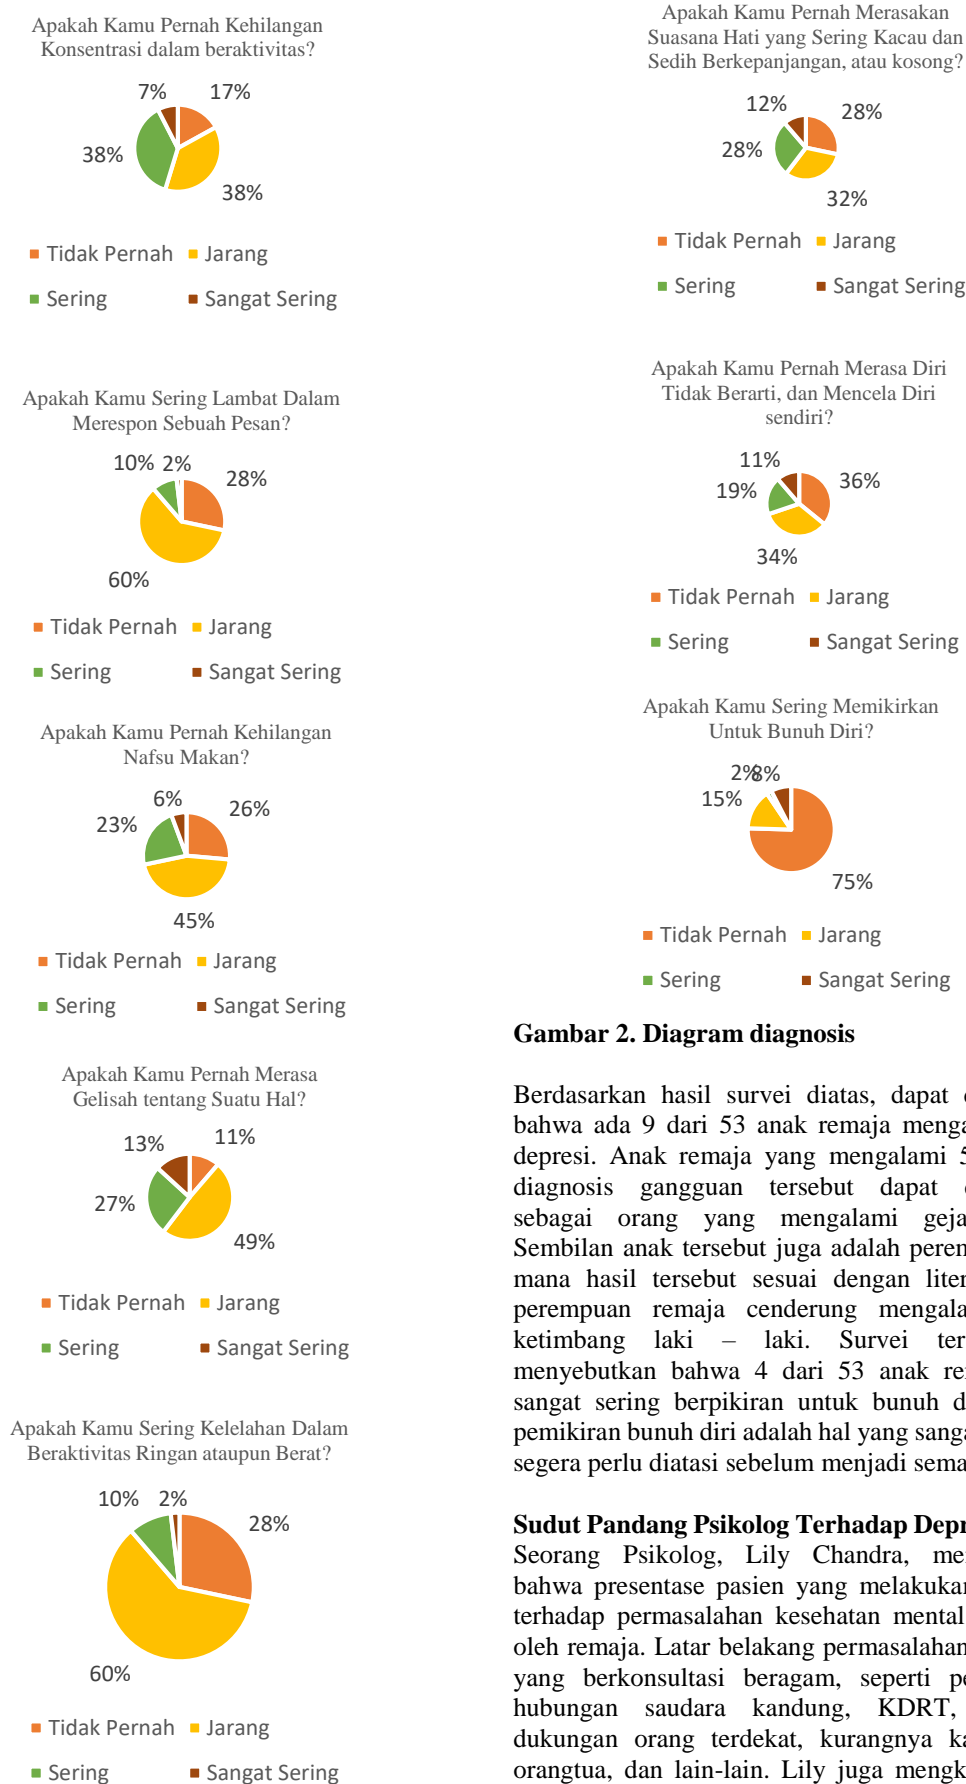 Apakah Kamu Pernah Kehilangan
Konsentrasi dalam beraktivitas?
7% 17%
38%
38%
Tidak Pernah Jarang
Sering Sangat Sering
Apakah Kamu Sering Lambat Dalam
Merespon Sebuah Pesan?
10% 2% 28%
60%
Tidak Pernah Jarang
Sering Sangat Sering
Apakah Kamu Pernah Kehilangan
Nafsu Makan?
6% 26%
23%
45%
Tidak Pernah Jarang
Sering Sangat Sering
Apakah Kamu Pernah Merasa
Gelisah tentang Suatu Hal?
13% 11%
27%
49%
Tidak Pernah Jarang
Sering Sangat Sering
Apakah Kamu Sering Kelelahan Dalam
Beraktivitas Ringan ataupun Berat?
10% 2% 28%
60%
Tidak Pernah Jarang
Sering Sangat Sering
Apakah Kamu Pernah Merasakan
Suasana Hati yang Sering Kacau dan
Sedih Berkepanjangan, atau kosong?
12% 28%
28%
32%
Tidak Pernah Jarang
Sering Sangat Sering
Apakah Kamu Pernah Merasa Diri
Tidak Berarti, dan Mencela Diri
sendiri?
11% 36%
19%
34%
Tidak Pernah Jarang
Sering Sangat Sering
Apakah Kamu Sering Memikirkan
Untuk Bunuh Diri?
2% 8%
15%
75%
Tidak Pernah Jarang
Sering Sangat Sering
Gambar 2. Diagram diagnosis
Berdasarkan hasil survei diatas, dapat
bahwa ada 9 dari 53 anak remaja
depresi. Anak remaja yang mengalami
diagnosis gangguan tersebut dapat
sebagai orang yang mengalami
Sembilan anak tersebut juga adalah
mana hasil tersebut sesuai dengan
perempuan remaja cenderung
ketimbang laki – laki. Survei
menyebutkan bahwa 4 dari 53 anak
sangat sering berpikiran untuk bunuh
pemikiran bunuh diri adalah hal yang
segera perlu diatasi sebelum menjadi
Sudut Pandang Psikolog Terhadap
Seorang Psikolog, Lily Chandra,
bahwa presentase pasien yang
terhadap permasalahan kesehatan mental
oleh remaja. Latar belakang permasalahan
yang berkonsultasi beragam, seperti
hubungan saudara kandung, KDRT,
dukungan orang terdekat, kurangnya
orangtua, dan lain-lain. Lily juga